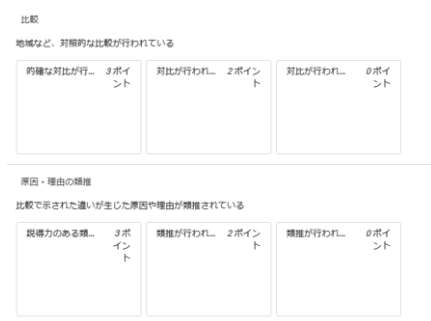 比較
地域など、対照的な比較が行われている
的確な対比が行... 3ポイント
対比が行われ... 2ポイント
対比が行われ... 0ポイント
原因・理由の類推
比較で示された違いが生じた原因や理由が類推されている
説得力のある類... 3ポイント
類推が行われ... 2ポイント
類推が行われ... 0ポイント